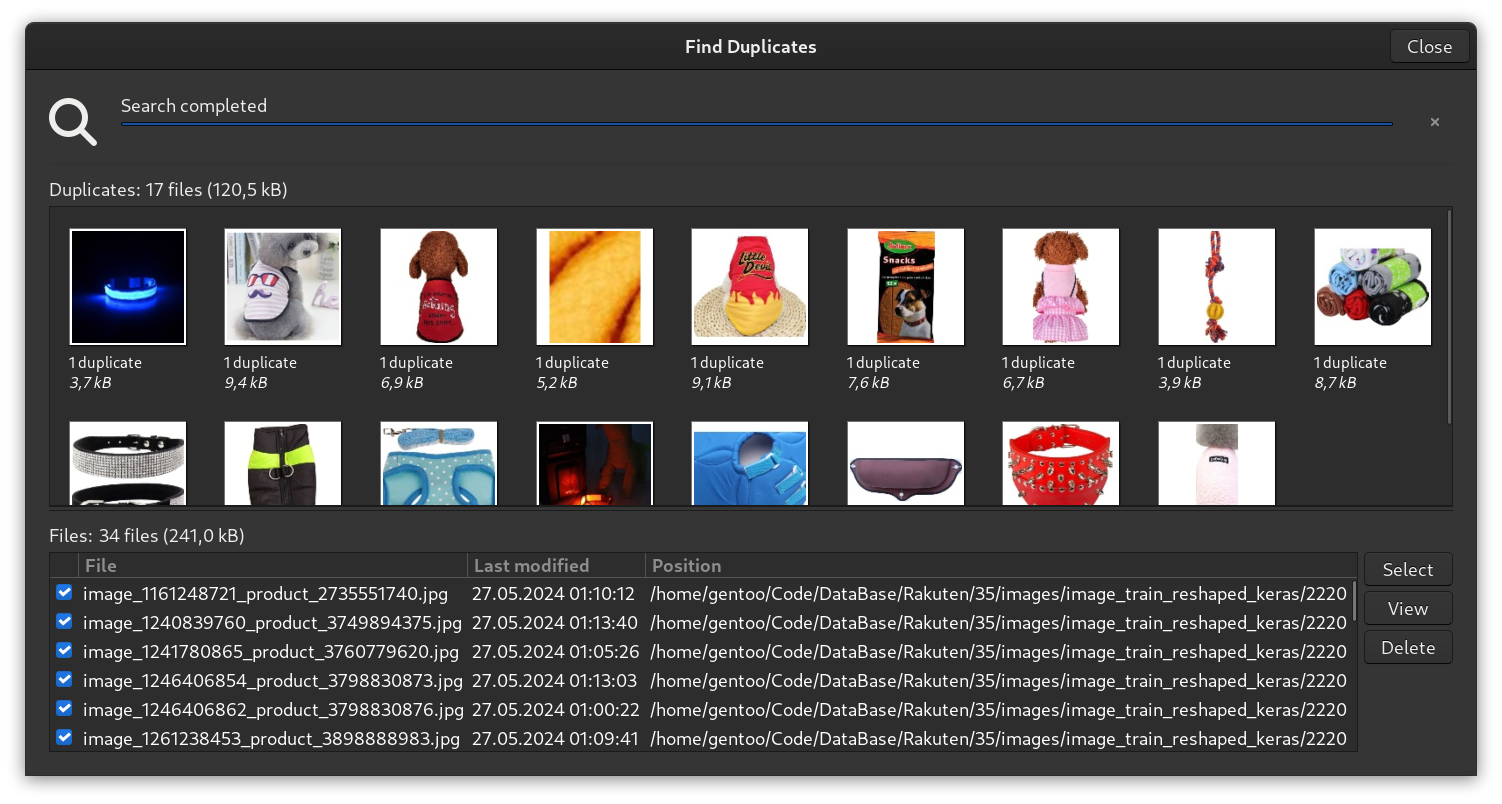 Find Duplicates
Close
Search completed
Duplicates: 17 files (120,5 kB)
Little Devil
Snacks
1 duplicate 1 duplicate 1 duplicate 1 duplicate 1 duplicate 1 duplicate 1 duplicate 1 duplicate 1 duplicate
3,7 kB 9,4 kB 6,9 kB 5,2 kB 9,1 kB 7,6 kB 6,7 kB 3,9 kB 8,7 kB
Files: 34 files (241,0 kB)
File Last modified Position
Select
image_1161248721_product_2735551740.jpg 27.05.2024 01:10:12 /home/gentoo/Code/DataBase/Rakuten/35/images/image_train_reshaped_keras/2220
View
image_1240839760_product_3749894375.jpg 27.05.2024 01:13:40 /home/gentoo/Code/DataBase/Rakuten/35/images/image_train_reshaped_keras/2220
Delete
image_1241780865_product_3760779620.jpg 27.05.2024 01:05:26 /home/gentoo/Code/DataBase/Rakuten/35/images/image_train_reshaped_keras/2220
image_1246406854_product_3798830873.jpg 27.05.2024 01:13:03 /home/gentoo/Code/DataBase/Rakuten/35/images/image_train_reshaped_keras/2220
image_1246406862_product_3798830876.jpg 27.05.2024 01:00:22 /home/gentoo/Code/DataBase/Rakuten/35/images/image_train_reshaped_keras/2220
image_1261238453_product_3898888983.jpg 27.05.2024 01:09:41 /home/gentoo/Code/DataBase/Rakuten/35/images/image_train_reshaped_keras/2220